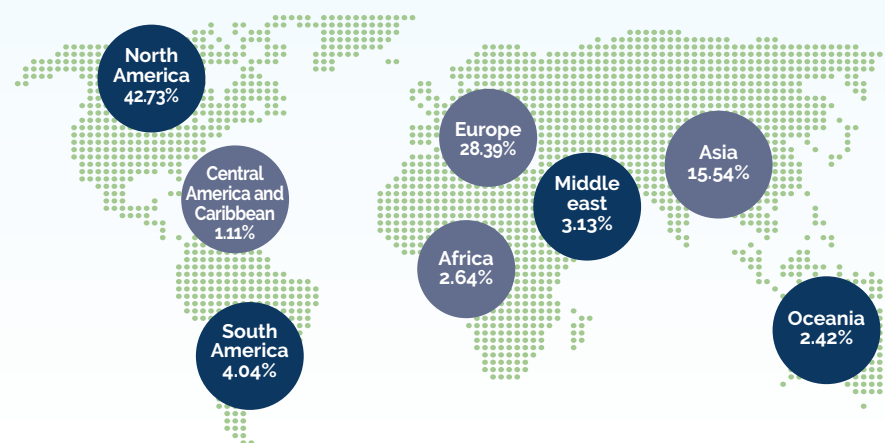 North
America
42.73%
Central
America and
Caribbean
1.11%
South
America
4.04%
Europe
28.39%
Africa
2.64%
Middle
east
3.13%
Asia
15.54%
Oceania
2.42%